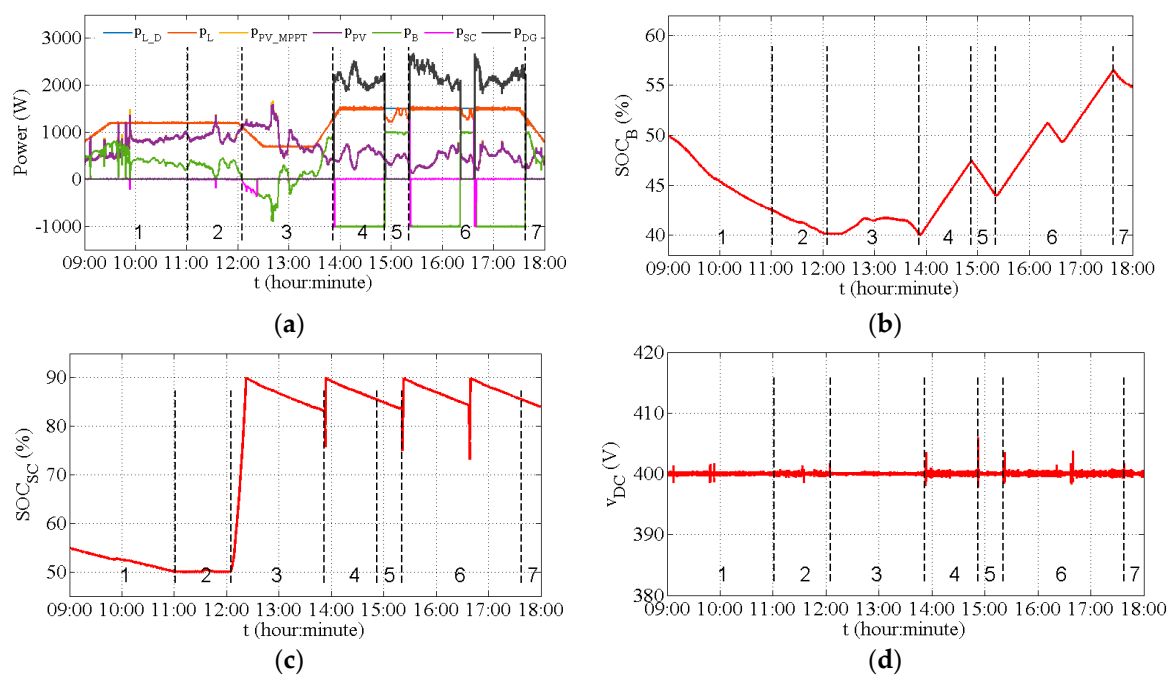 p_L_D p_L p_PV_MPPT p_PV p_B p_SC p_DG
3000
2000
1000
0
-1000
Power (W)
1 2 3 4 5 6 7
09:00 10:00 11:00 12:00 13:00 14:00 15:00 16:00 17:00 18:00
t (hour:minute)
(a)
60
55
50
45
40
SOC_B (%)
1 2 3 4 5 6 7
09:00 10:00 11:00 12:00 13:00 14:00 15:00 16:00 17:00 18:00
t (hour:minute)
(b)
90
80
70
60
50
SOC_SC (%)
1 2 3 4 5 6 7
09:00 10:00 11:00 12:00 13:00 14:00 15:00 16:00 17:00 18:00
t (hour:minute)
(c)
420
410
400
390
380
v_DC (V)
1 2 3 4 5 6 7
09:00 10:00 11:00 12:00 13:00 14:00 15:00 16:00 17:00 18:00
t (hour:minute)
(d)